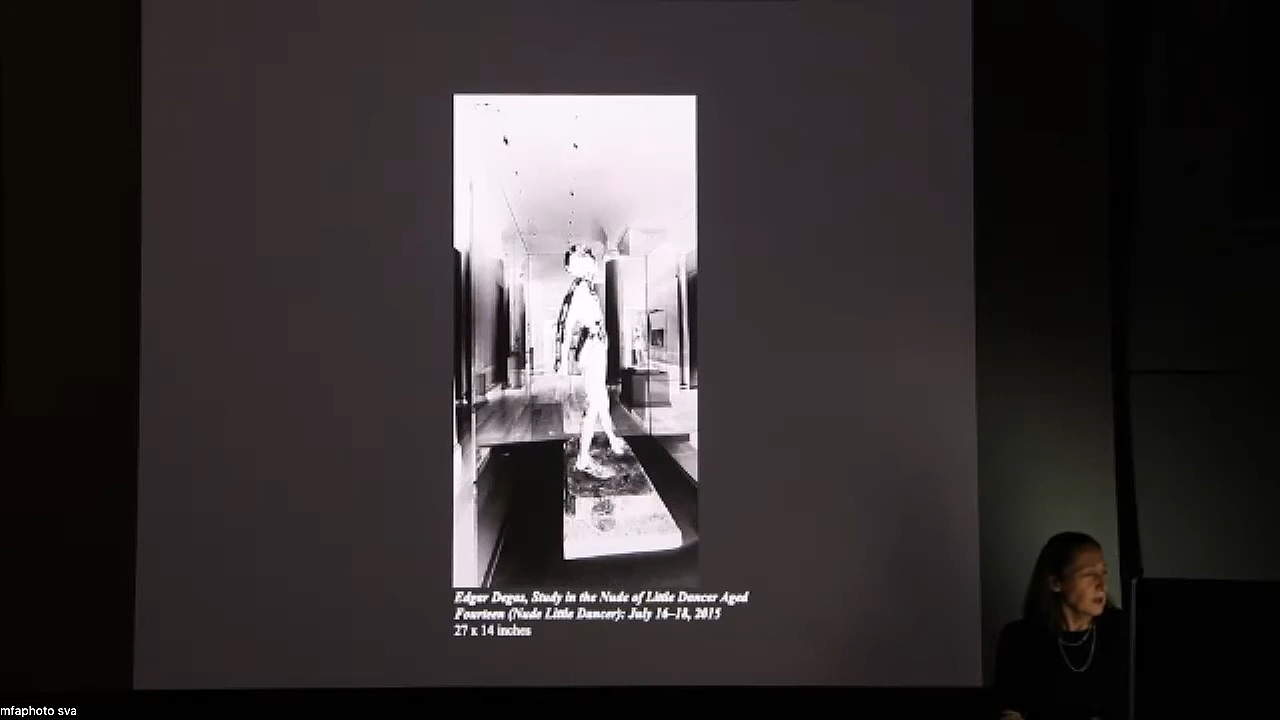 Edgar Degas, Study in the Nude of Little Dancer Aged
Fourteen (Nude Little Dancer): July 16–18, 2015
27 x 14 inches
mfaphoto sva